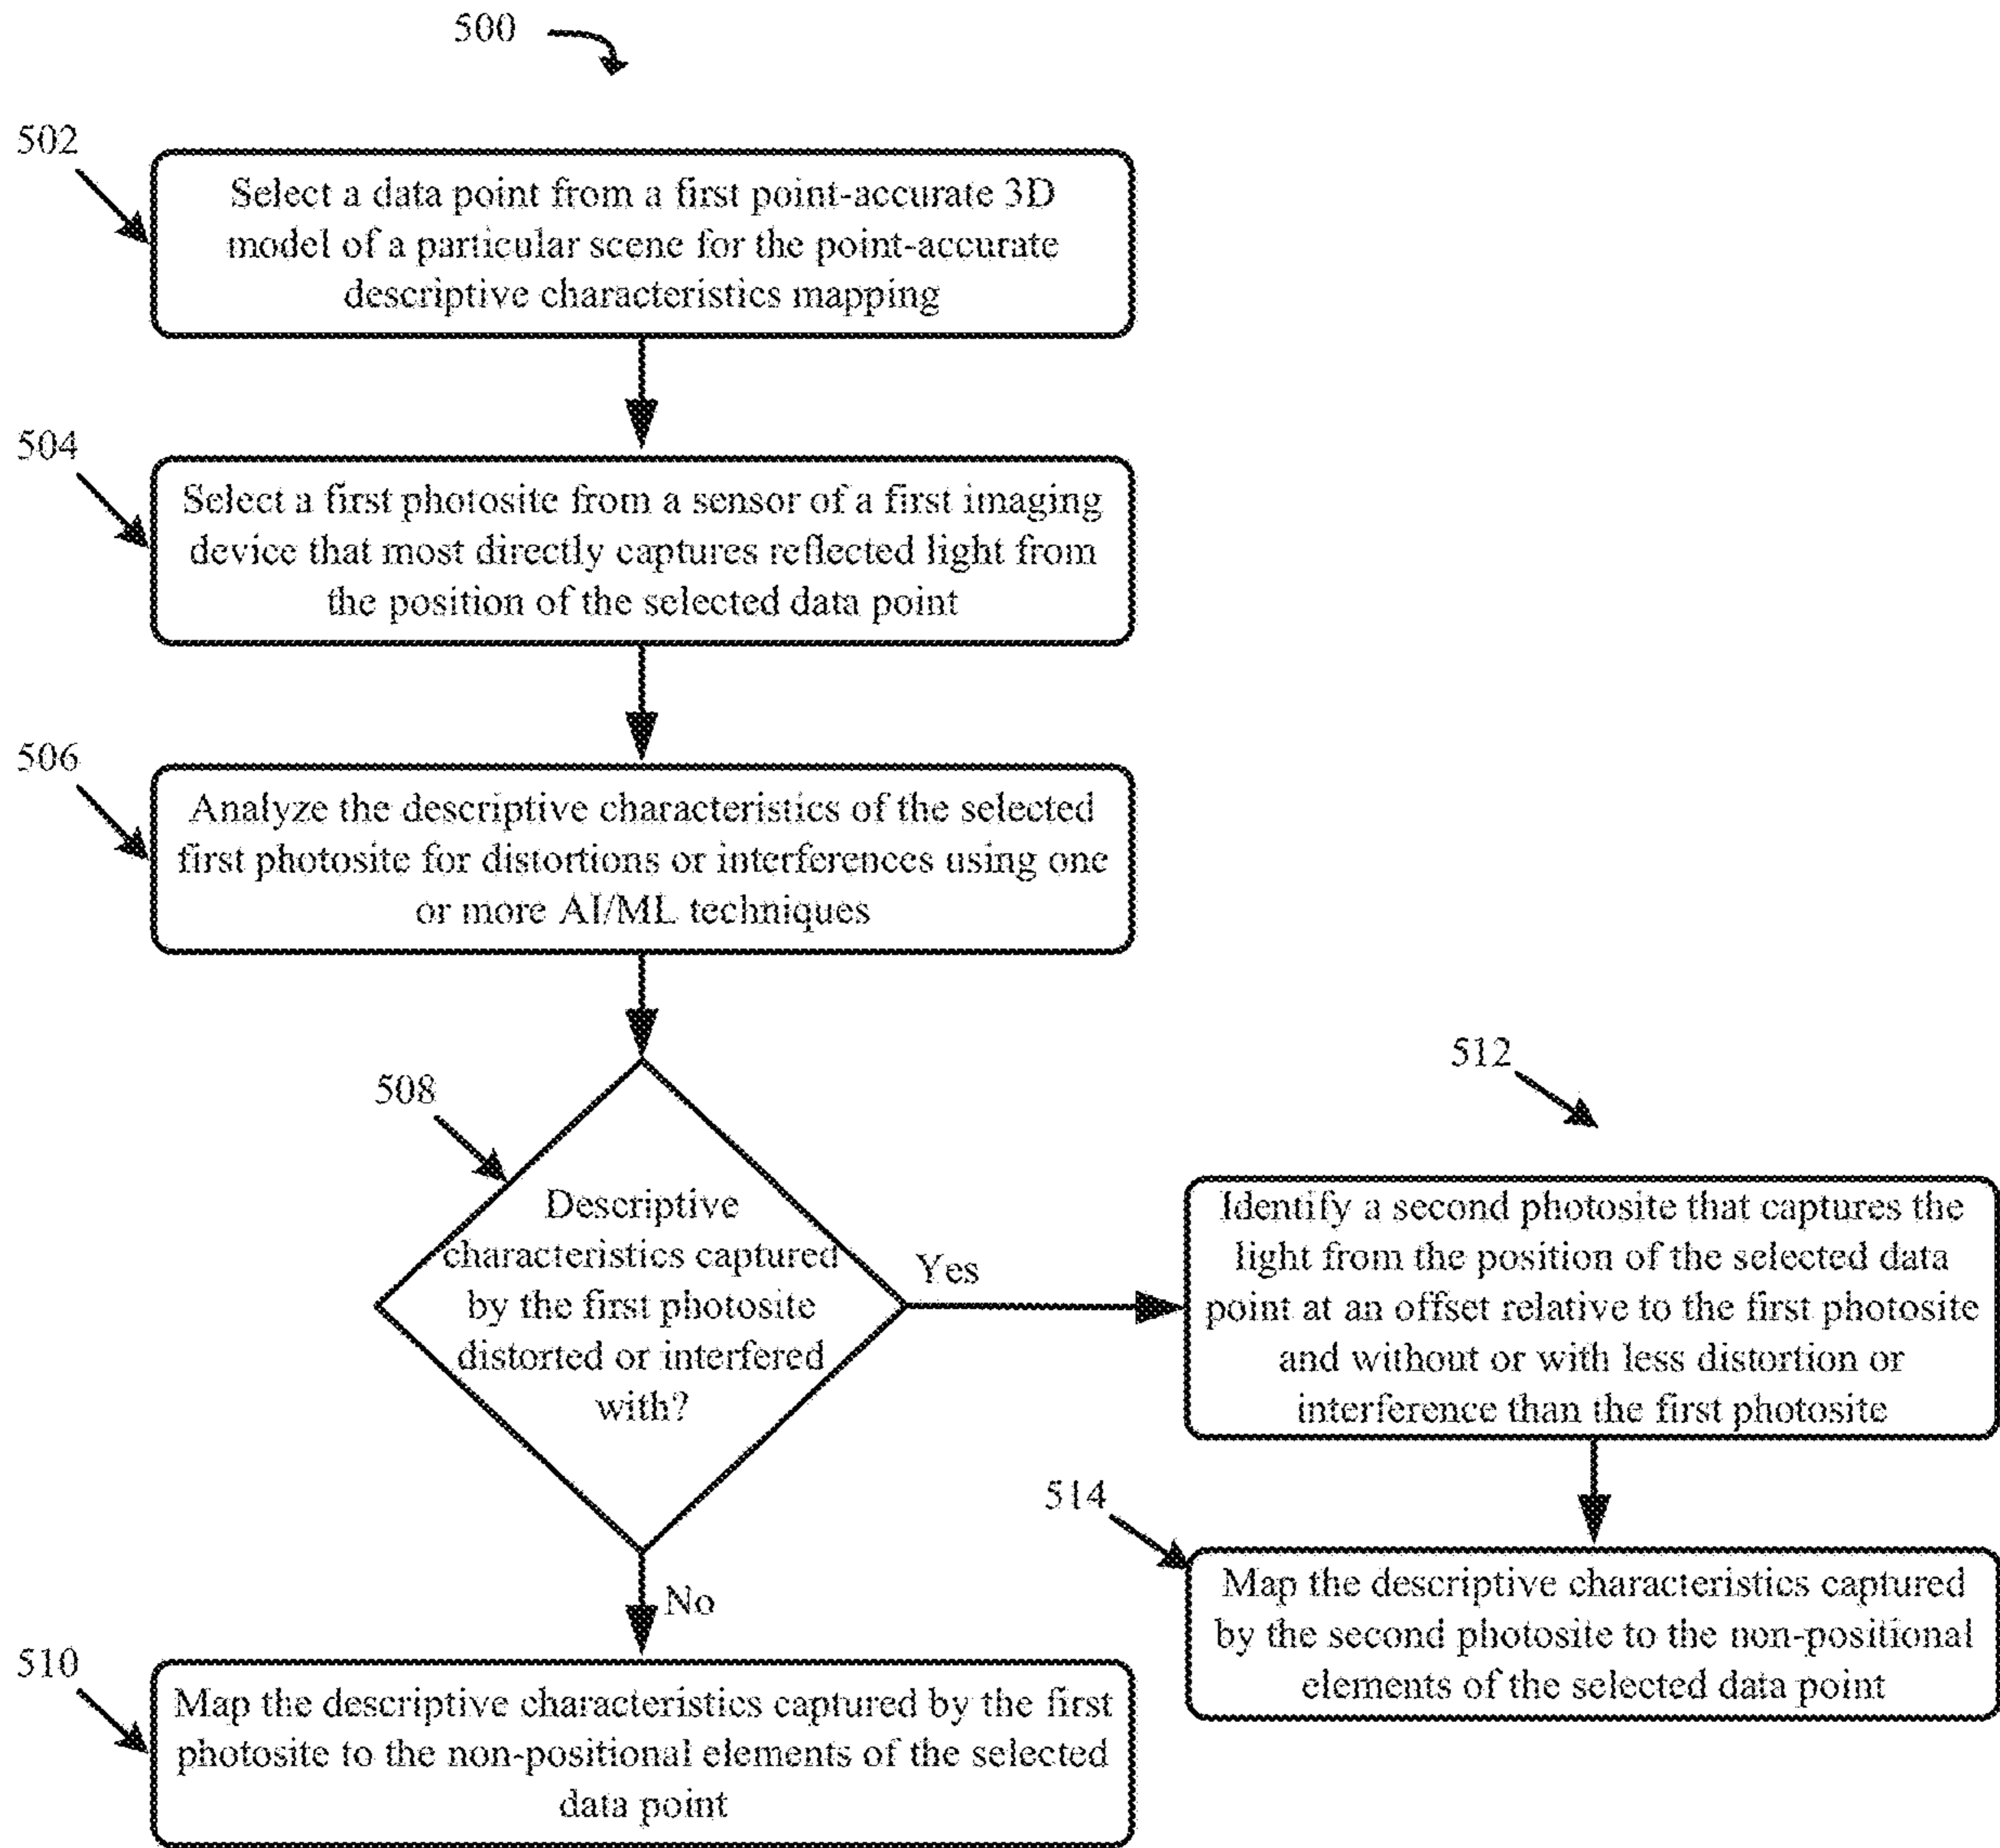 500
502
Select a data point from a first point-accurate 3D
model of a particular scene for the point-accurate
descriptive characteristics mapping
504
Select a first photosite from a sensor of a first imaging
device that most directly captures reflected light from
the position of the selected data point
506
Analyze the descriptive characteristics of the selected
first photosite for distortions or interferences using one
or more AI/ML techniques
508
Descriptive
characteristics captured
by the first photosite
distorted or interfered
with?
Yes
No
510
Map the descriptive characteristics captured by the first
photosite to the non-positional elements of the selected
data point
512
Identify a second photosite that captures the
light from the position of the selected data
point at an offset relative to the first photosite
and without or with less distortion or
interference than the first photosite
514
Map the descriptive characteristics captured
by the second photosite to the non-positional
elements of the selected data point